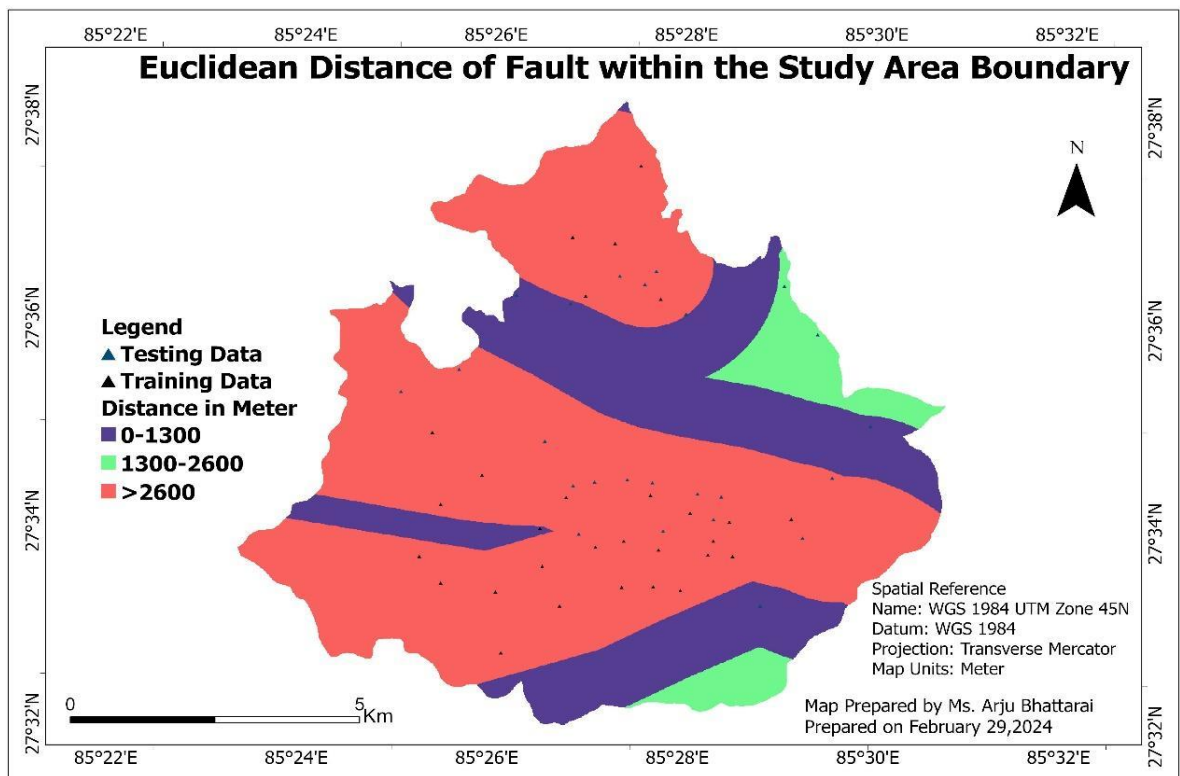 85°22'E 85°24'E 85°26'E 85°28'E 85°30'E 85°32'E
Euclidean Distance of Fault within the Study Area Boundary
27°38'N 27°38'N
N
27°36'N 27°36'N
Legend
Testing Data
Training Data
Distance in Meter
0-1300
1300-2600
>2600
27°34'N 27°34'N
Spatial Reference
Name: WGS 1984 UTM Zone 45N
Datum: WGS 1984
Projection: Transverse Mercator
Map Units: Meter
0 5
Km
Map Prepared by Ms. Arju Bhattarai
Prepared on February 29,2024
27°32'N 27°32'N
85°22'E 85°24'E 85°26'E 85°28'E 85°30'E 85°32'E